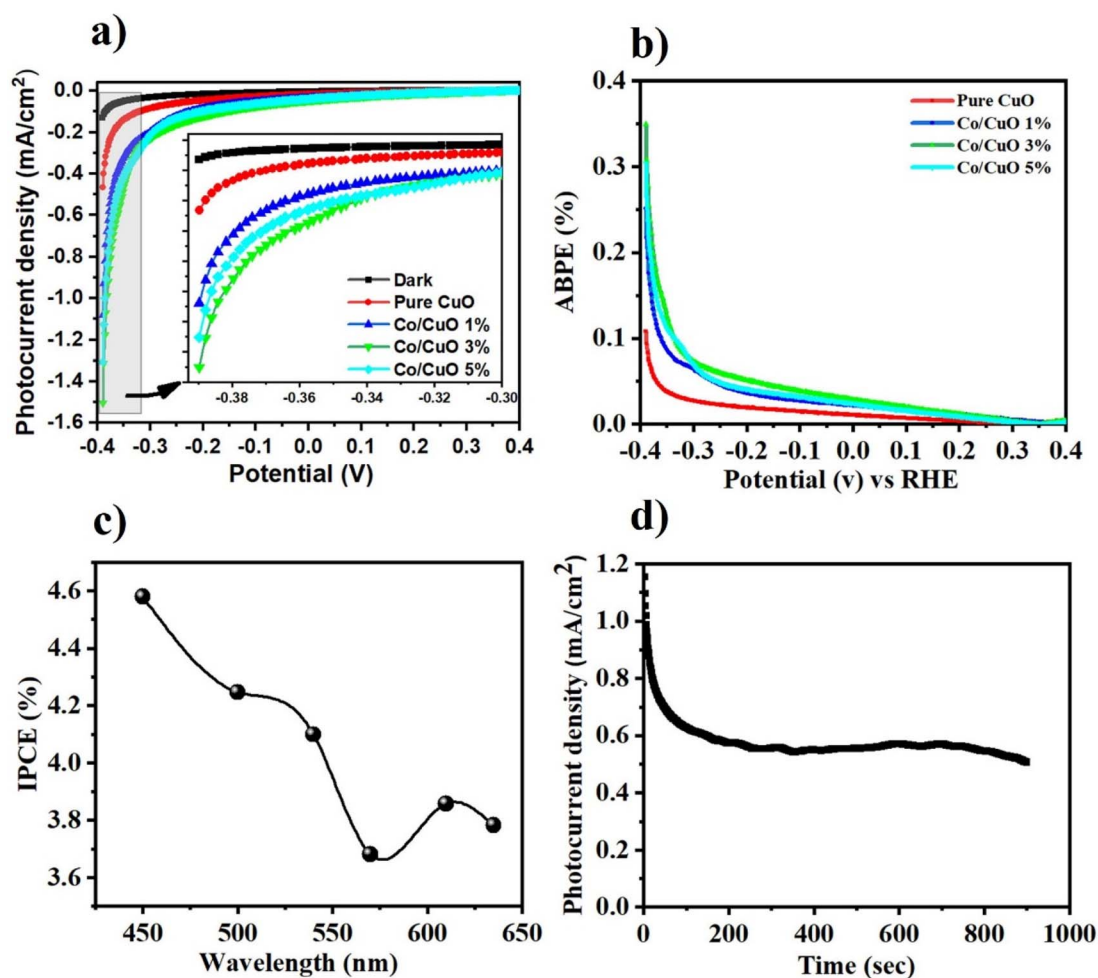 a)
Photocurrent density (mA/cm²)
0.0
-0.2
-0.4
-0.6
-0.8
-1.0
-1.2
-1.4
-1.6
-0.4 -0.3 -0.2 -0.1 0.0 0.1 0.2 0.3 0.4
Potential (V)
Dark
Pure CuO
Co/CuO 1%
Co/CuO 3%
Co/CuO 5%
-0.38 -0.36 -0.34 -0.32 -0.30
b)
ABPE (%)
0.4
0.3
0.2
0.1
0.0
-0.4 -0.3 -0.2 -0.1 0.0 0.1 0.2 0.3 0.4
Potential (v) vs RHE
Pure CuO
Co/CuO 1%
Co/CuO 3%
Co/CuO 5%
c)
IPCE (%)
4.6
4.4
4.2
4.0
3.8
3.6
450 500 550 600 650
Wavelength (nm)
d)
Photocurrent density (mA/cm²)
1.2
1.0
0.8
0.6
0.4
0.2
0.0
0 200 400 600 800 1000
Time (sec)